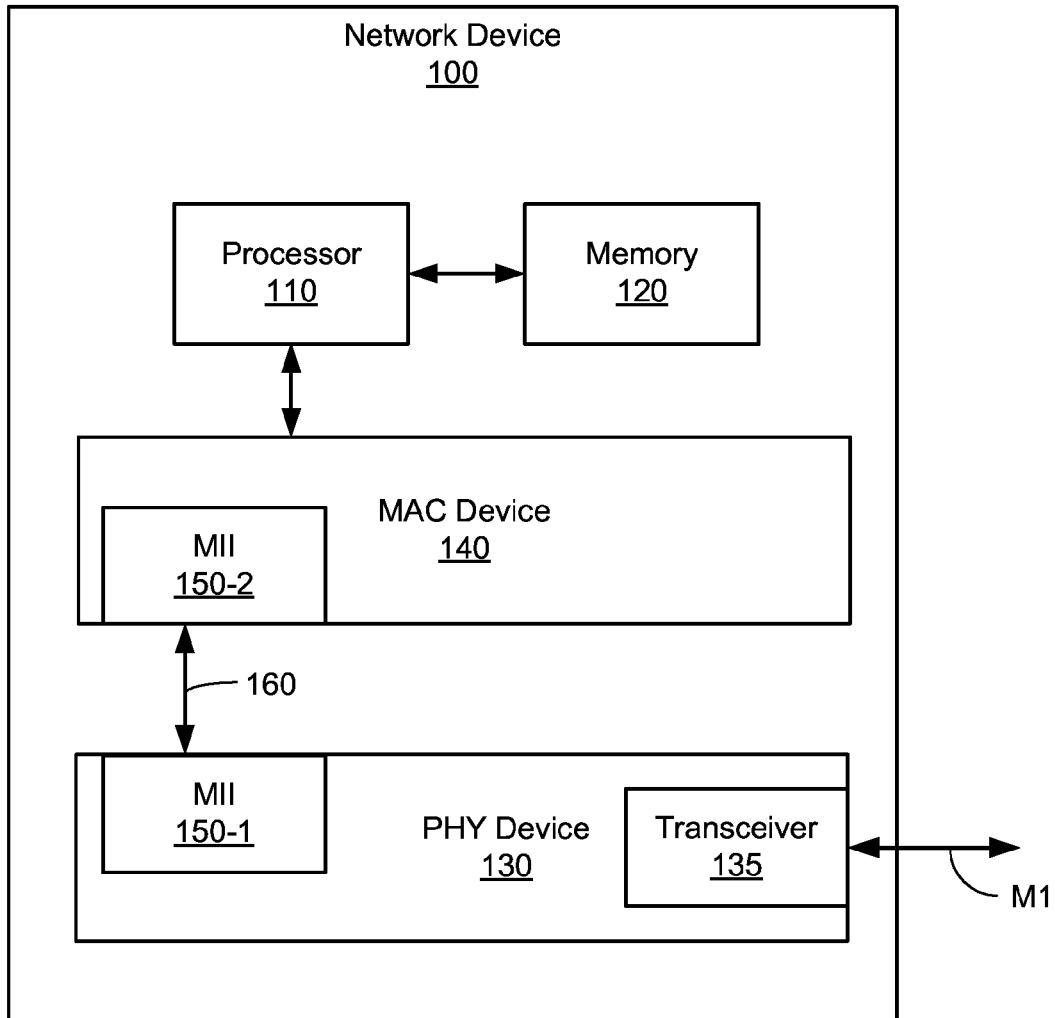 Network Device
100
Processor
110
Memory
120
MAC Device
140
MII
150-2
160
MII
150-1
PHY Device
130
Transceiver
135
M1